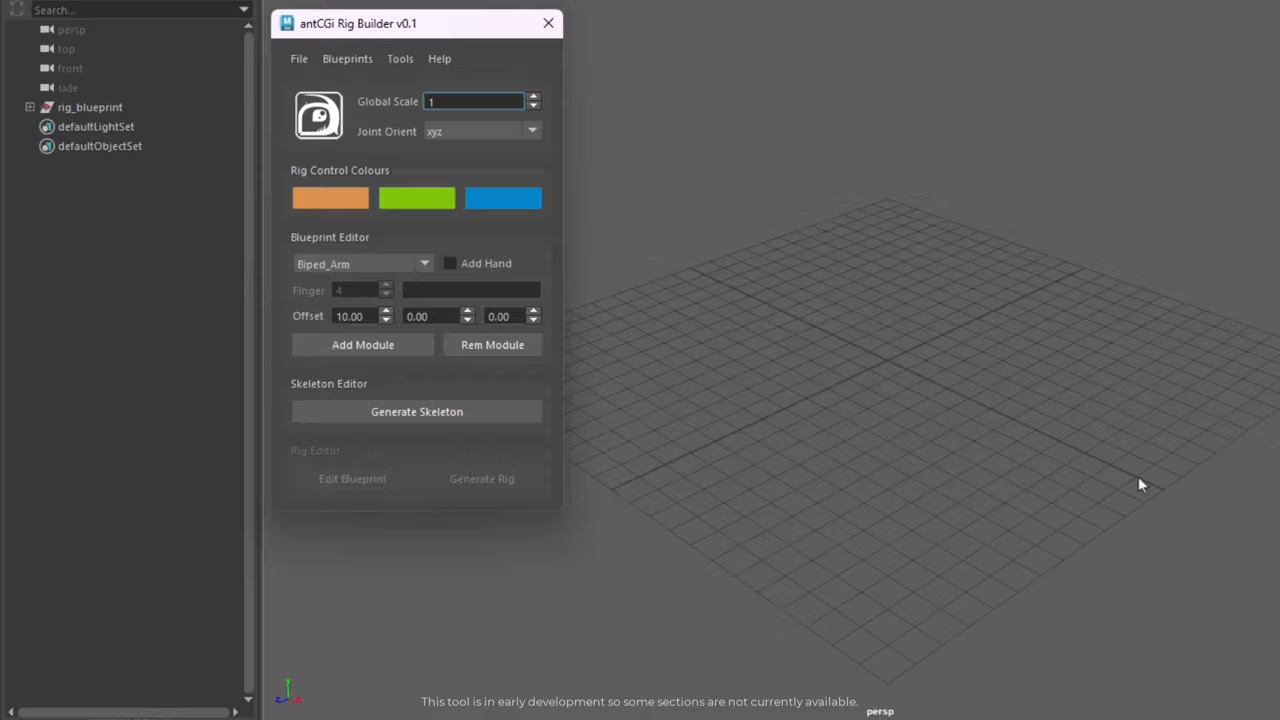 Search...
persp
top
front
side
rig_blueprint
defaultLightSet
defaultObjectSet
antCGi Rig Builder v0.1
File Blueprints Tools Help
Global Scale 1
Joint Orient xyz
Rig Control Colours
Blueprint Editor
Biped_Arm Add Hand
Finger 4
Offset 10.00 0.00 0.00
Add Module Rem Module
Skeleton Editor
Generate Skeleton
Rig Editor
Edit Blueprint Generate Rig
y
z x
This tool is in early development so some sections are not currently available.
persp